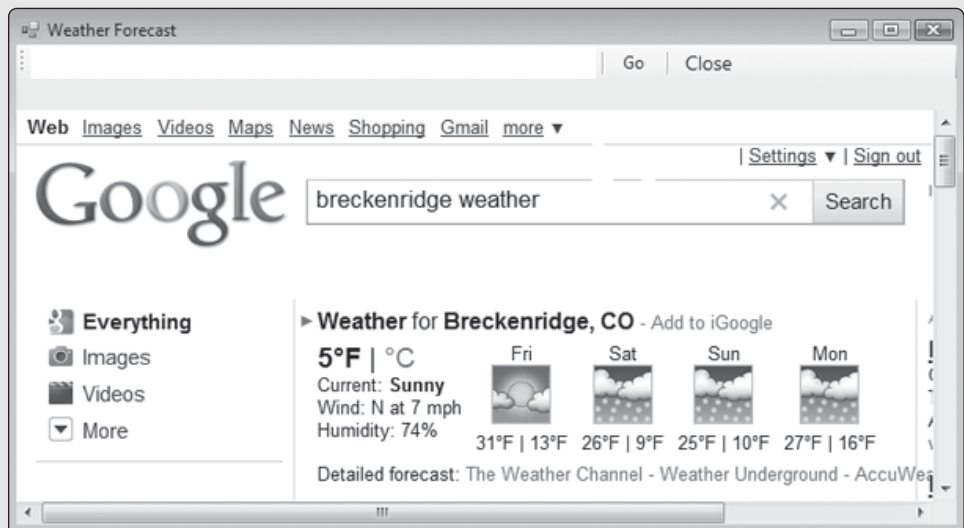 Weather Forecast
Go Close
Web Images Videos Maps News Shopping Gmail more ▼
| Settings ▼ | Sign out
Google
breckenridge weather × Search
Everything
Images
Videos
More
Weather for Breckenridge, CO - Add to iGoogle
5°F | °C
Current: Sunny
Wind: N at 7 mph
Humidity: 74%
Fri Sat Sun Mon
31°F | 13°F 26°F | 9°F 25°F | 10°F 27°F | 16°F
Detailed forecast: The Weather Channel - Weather Underground - AccuWea